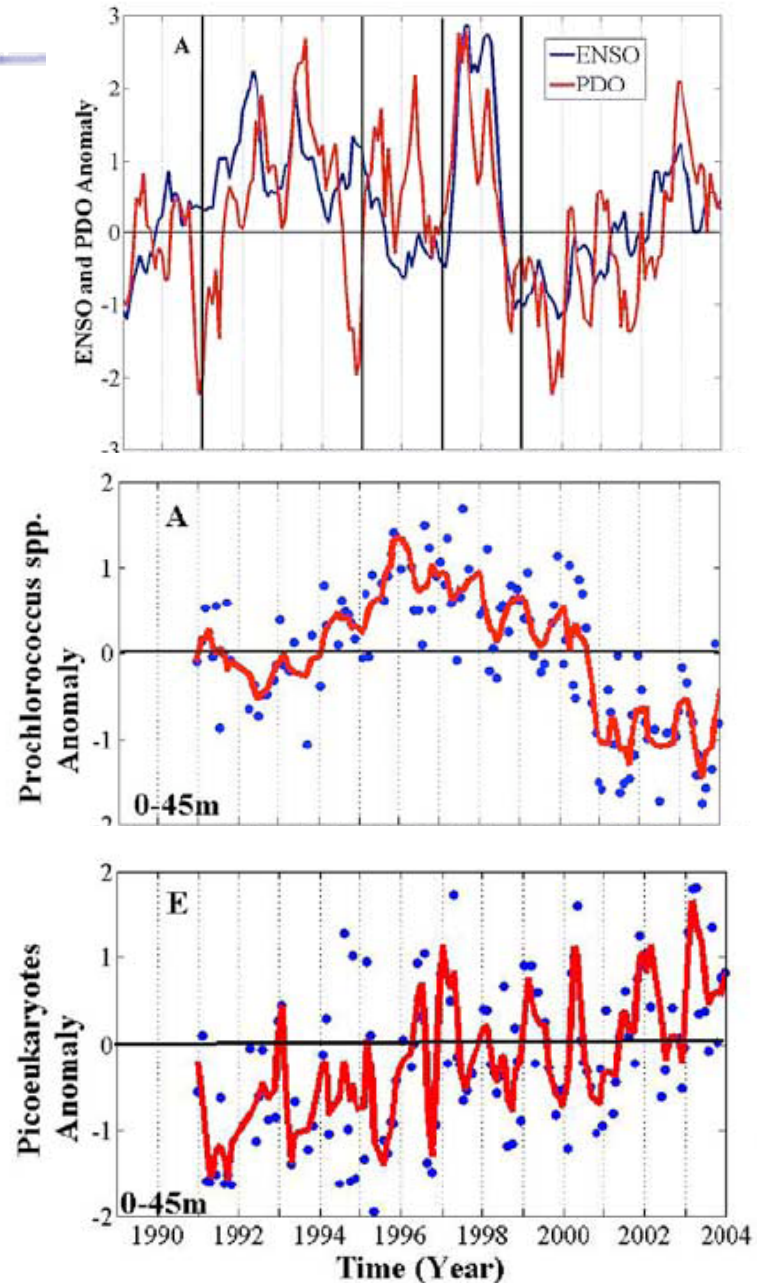 A
ENSO
PDO
ENSO and PDO Anomaly
3
2
1
0
-1
-2
-3
A
Prochlorococcus spp.
Anomaly
2
1
0
-1
0-45m
E
Picoeukaryotes
Anomaly
2
1
0
-1
-2
0-45m
1990 1992 1994 1996 1998 2000 2002 2004
Time (Year)